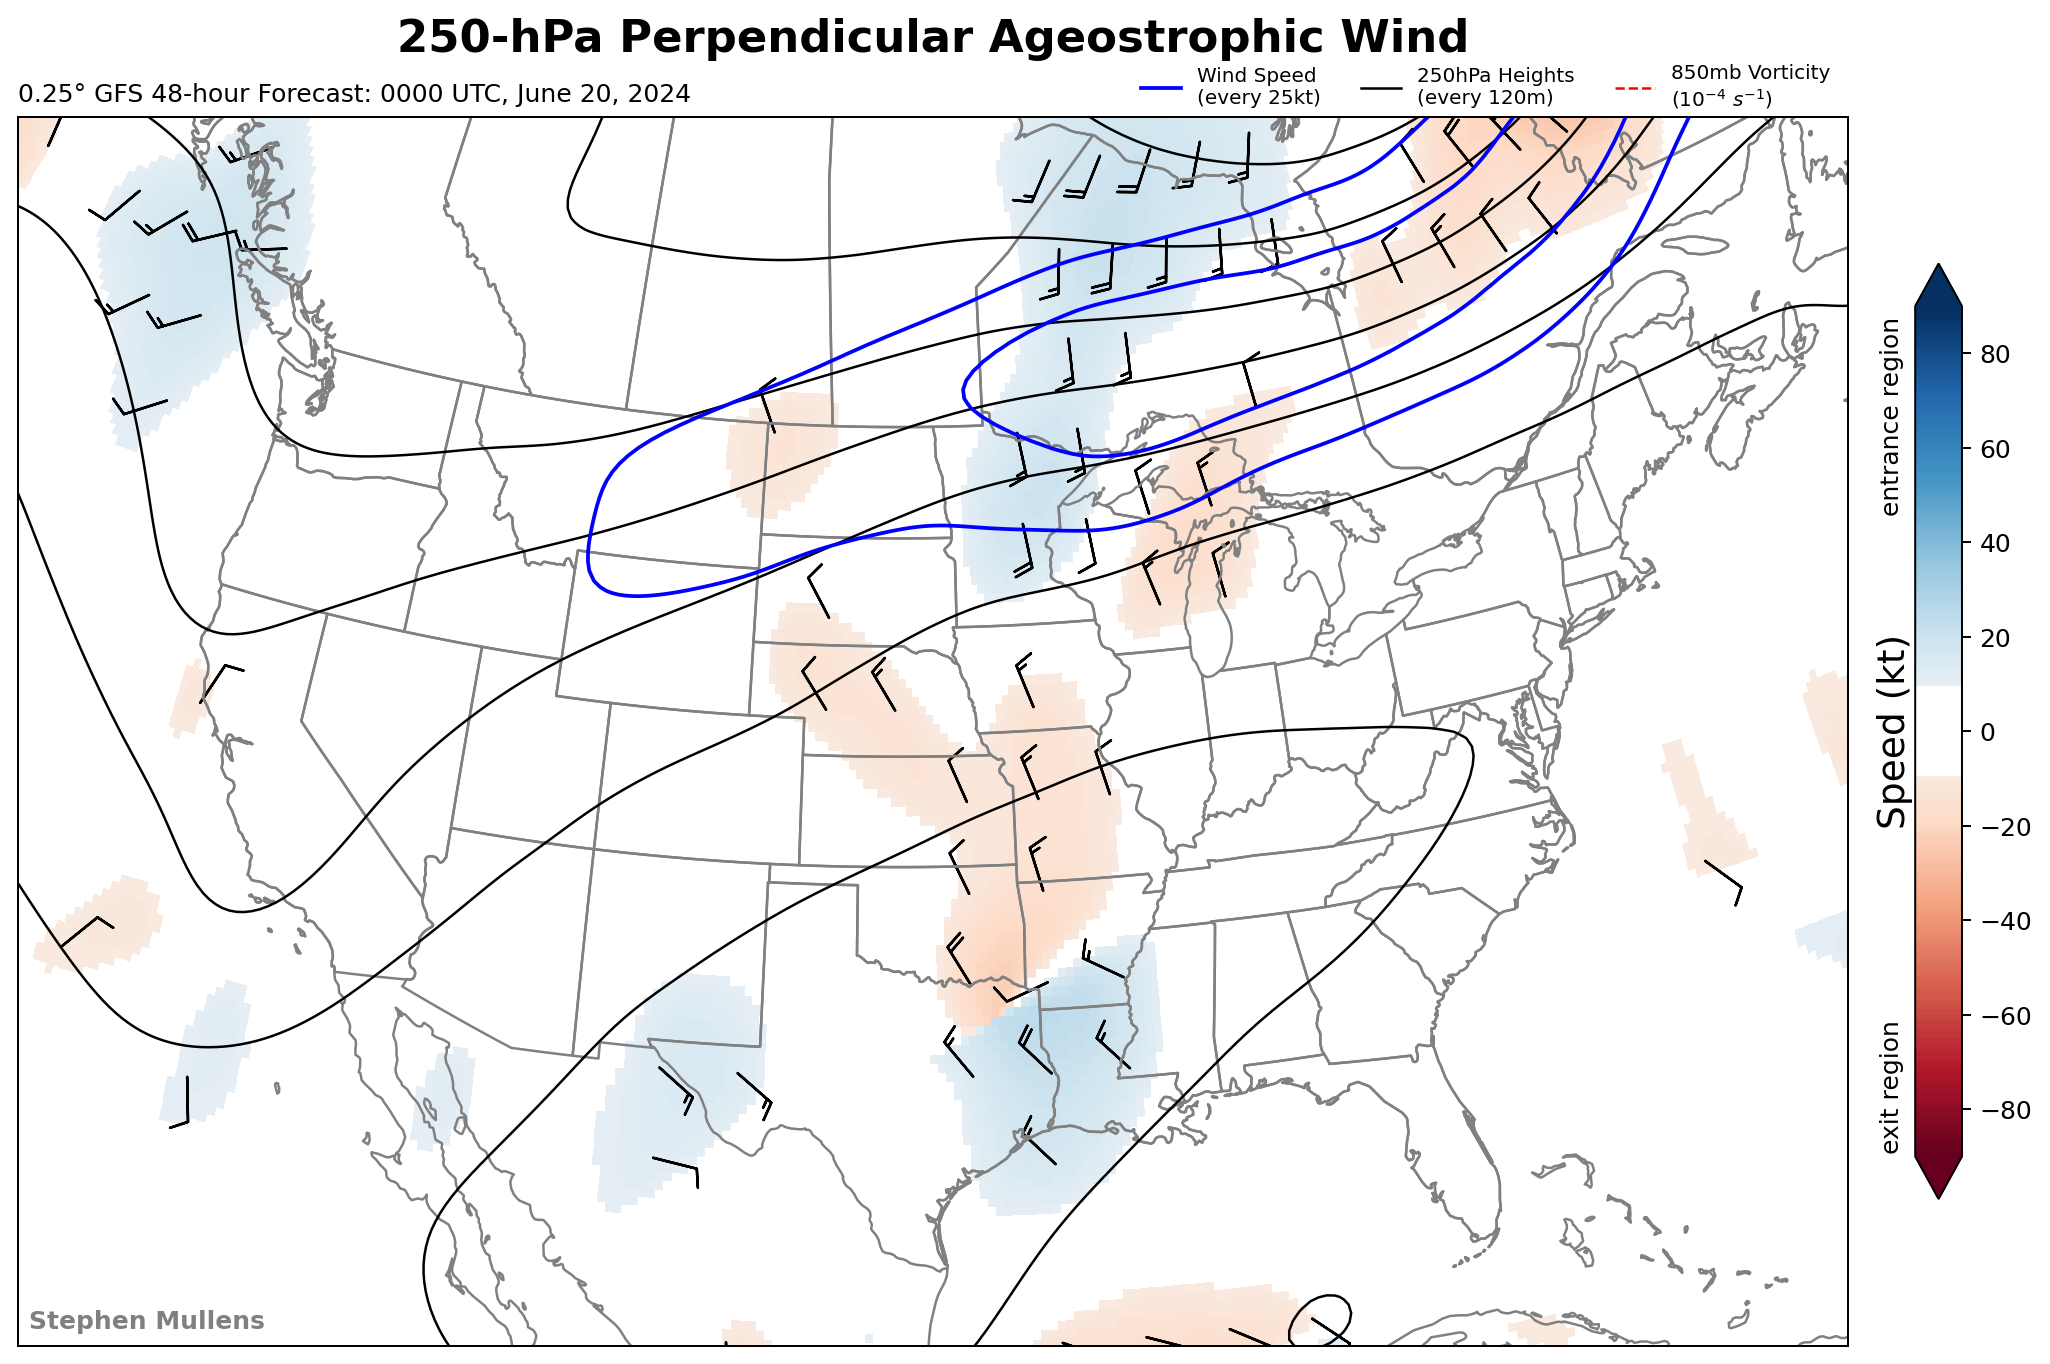 250-hPa Perpendicular Ageostrophic Wind
0.25° GFS 48-hour Forecast: 0000 UTC, June 20, 2024
Wind Speed
(every 25kt)
250hPa Heights
(every 120m)
850mb Vorticity
(10⁻⁴ s⁻¹)
entrance region
Speed (kt)
exit region
80
60
40
20
0
−20
−40
−60
−80
Stephen Mullens